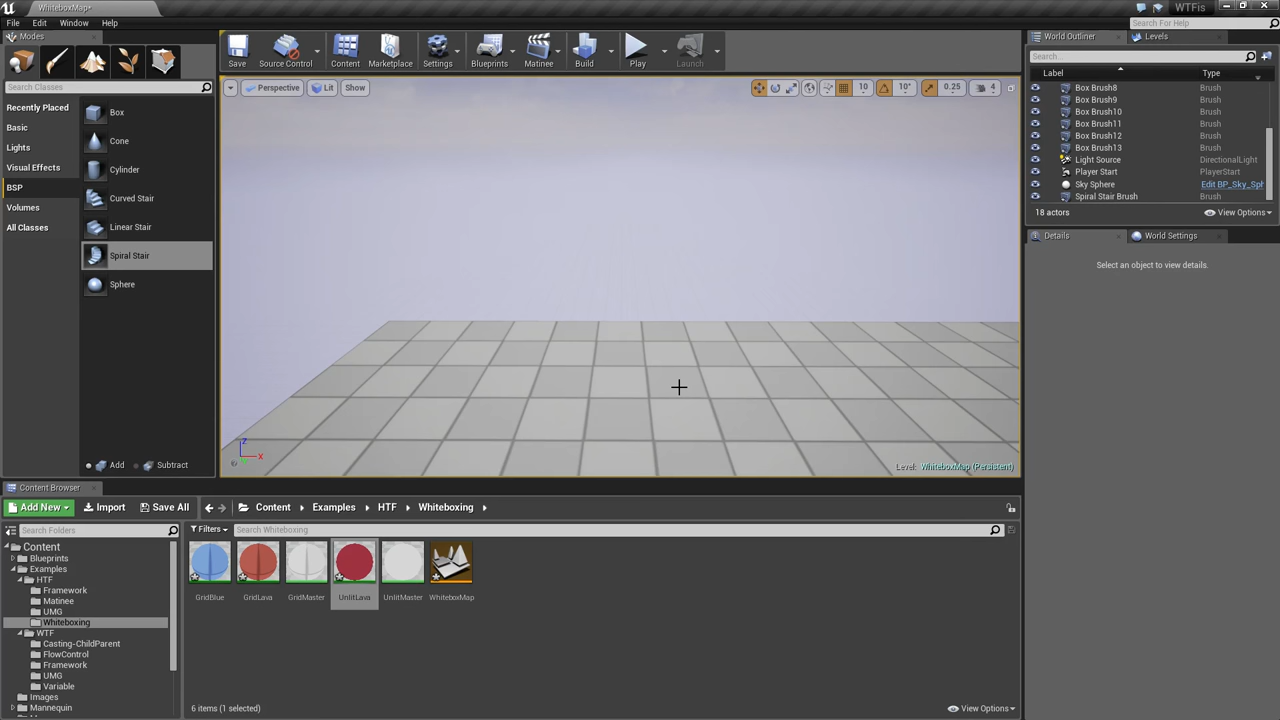 WhiteboxMap*
WTFis
File Edit Window Help
Search For Help
Modes
World Outliner
Levels
Save
Source Control
Content
Marketplace
Settings
Blueprints
Matinee
Build
Play
Launch
Search Classes
Search...
Perspective
Lit
Show
10
10°
0.25
4
Label
Type
Recently Placed
Basic
Lights
Visual Effects
BSP
Volumes
All Classes
Box
Cone
Cylinder
Curved Stair
Linear Stair
Spiral Stair
Sphere
Add
Subtract
Box Brush8 Brush
Box Brush9 Brush
Box Brush10 Brush
Box Brush11 Brush
Box Brush12 Brush
Box Brush13 Brush
Light Source DirectionalLight
Player Start PlayerStart
Sky Sphere Edit BP_Sky_Sph
Spiral Stair Brush Brush
18 actors
View Options
Details
World Settings
Select an object to view details.
Z
X
Level: WhiteboxMap (Persistent)
Content Browser
Add New
Import
Save All
Content
Examples
HTF
Whiteboxing
Search Folders
Filters
Search Whiteboxing
Content
Blueprints
Examples
HTF
Framework
Matinee
UMG
Whiteboxing
WTF
Casting-ChildParent
FlowControl
Framework
UMG
Variable
Images
Mannequin
GridBlue
GridLava
GridMaster
UnlitLava
UnlitMaster
WhiteboxMap
6 items (1 selected)
View Options